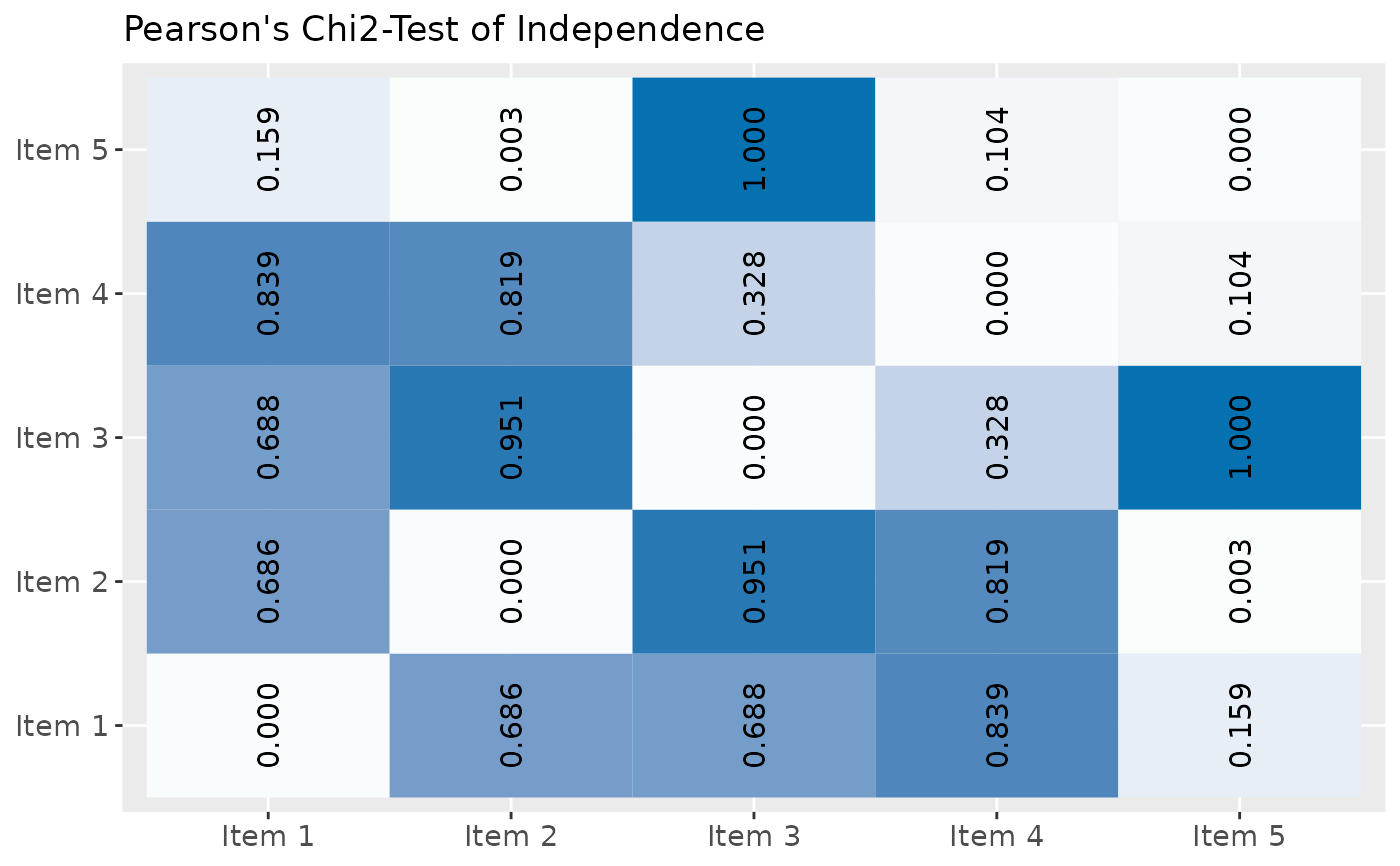 Pearson's Chi2-Test of Independence
Item 5 0.159 0.003 1.000 0.104 0.000
Item 4 0.839 0.819 0.328 0.000 0.104
Item 3 0.688 0.951 0.000 0.328 1.000
Item 2 0.686 0.000 0.951 0.819 0.003
Item 1 0.000 0.686 0.688 0.839 0.159
Item 1 Item 2 Item 3 Item 4 Item 5